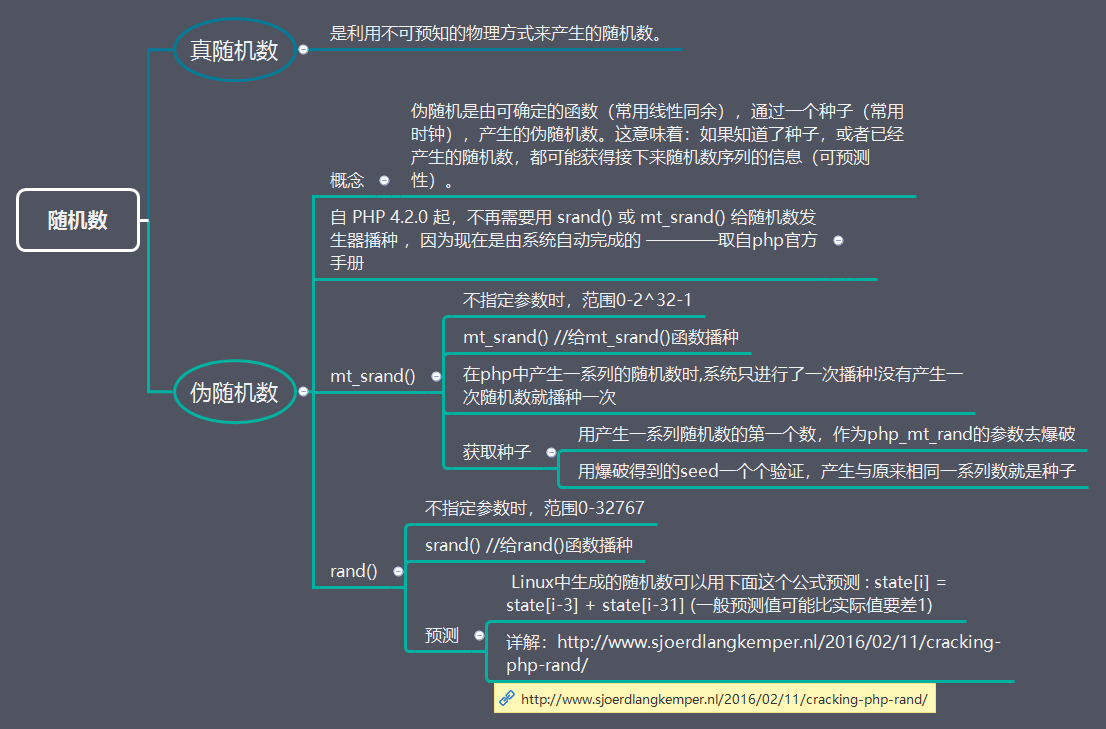 随机数
真随机数
是利用不可预知的物理方式来产生的随机数。
伪随机数
概念
伪随机是由可确定的函数（常用线性同余），通过一个种子（常用
时钟），产生的伪随机数。这意味着：如果知道了种子，或者已经
产生的随机数，都可能获得接下来随机数序列的信息（可预测
性）。
自 PHP 4.2.0 起，不再需要用 srand() 或 mt_srand() 给随机数发
生器播种 ，因为现在是由系统自动完成的 ————取自php官方
手册
mt_srand()
不指定参数时，范围0-2^32-1
mt_srand() //给mt_srand()函数播种
在php中产生一系列的随机数时,系统只进行了一次播种!没有产生一
次随机数就播种一次
获取种子
用产生一系列随机数的第一个数，作为php_mt_rand的参数去爆破
用爆破得到的seed一个个验证，产生与原来相同一系列数就是种子
rand()
不指定参数时，范围0-32767
srand() //给rand()函数播种
预测
Linux中生成的随机数可以用下面这个公式预测 : state[i] =
state[i-3] + state[i-31] (一般预测值可能比实际值要差1)
详解：http://www.sjoerdlangkemper.nl/2016/02/11/cracking-
php-rand/
http://www.sjoerdlangkemper.nl/2016/02/11/cracking-php-rand/